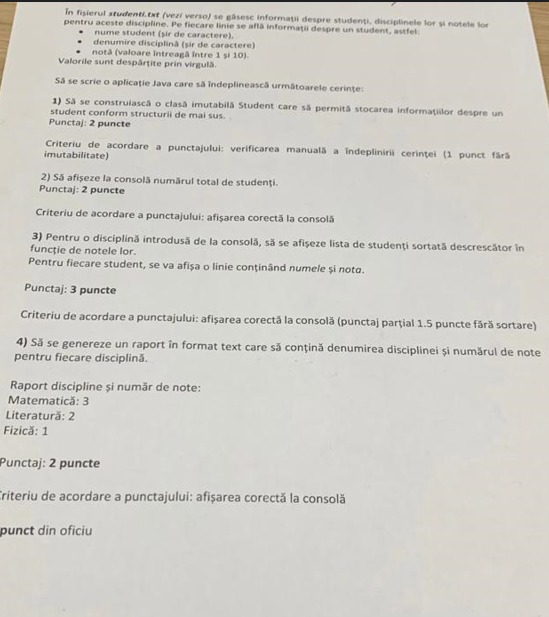 În fișierul studenti.txt (vezi verso) se găsesc informații despre studenți, disciplinele lor și notele lor
pentru aceste discipline. Pe fiecare linie se află informații despre un student, astfel:
• nume student (șir de caractere),
• denumire disciplină (șir de caractere)
• notă (valoare întreagă între 1 și 10).
Valorile sunt despărțite prin virgulă.
Să se scrie o aplicație Java care să îndeplinească următoarele cerințe:
1) Să se construiască o clasă imutabilă Student care să permită stocarea informațiilor despre un
student conform structurii de mai sus.
Punctaj: 2 puncte
Criteriu de acordare a punctajului: verificarea manuală a îndeplinirii cerinței (1 punct fără
imutabilitate)
2) Să afișeze la consolă numărul total de studenți.
Punctaj: 2 puncte
Criteriu de acordare a punctajului: afișarea corectă la consolă
3) Pentru o disciplină introdusă de la consolă, să se afișeze lista de studenți sortată descrescător în
funcție de notele lor.
Pentru fiecare student, se va afișa o linie conținând numele și nota.
Punctaj: 3 puncte
Criteriu de acordare a punctajului: afișarea corectă la consolă (punctaj parțial 1.5 puncte fără sortare)
4) Să se genereze un raport în format text care să conțină denumirea disciplinei și numărul de note
pentru fiecare disciplină.
Raport discipline și număr de note:
Matematică: 3
Literatură: 2
Fizică: 1
Punctaj: 2 puncte
Criteriu de acordare a punctajului: afișarea corectă la consolă
punct din oficiu